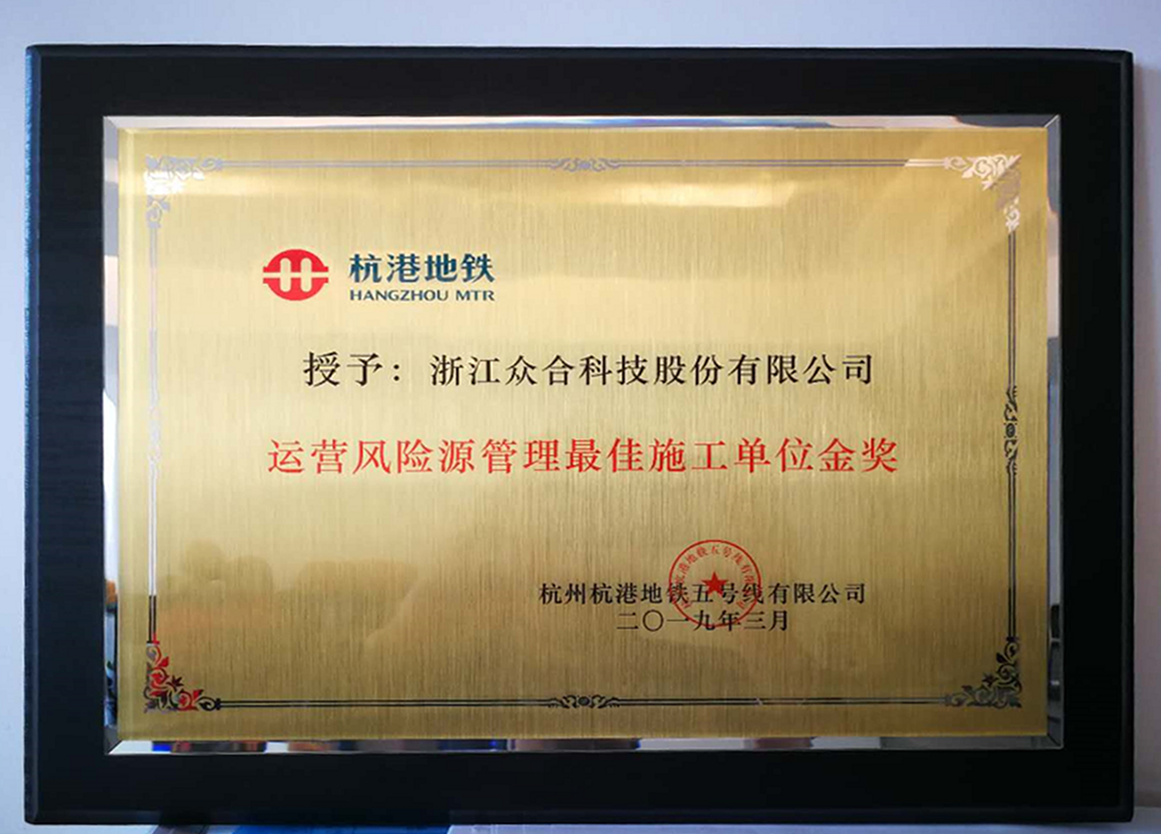 杭港地铁
HANGZHOU MTR
授予：浙江众合科技股份有限公司
运营风险源管理最佳施工单位金奖
杭州杭港地铁五号线有限公司
二〇一九年三月